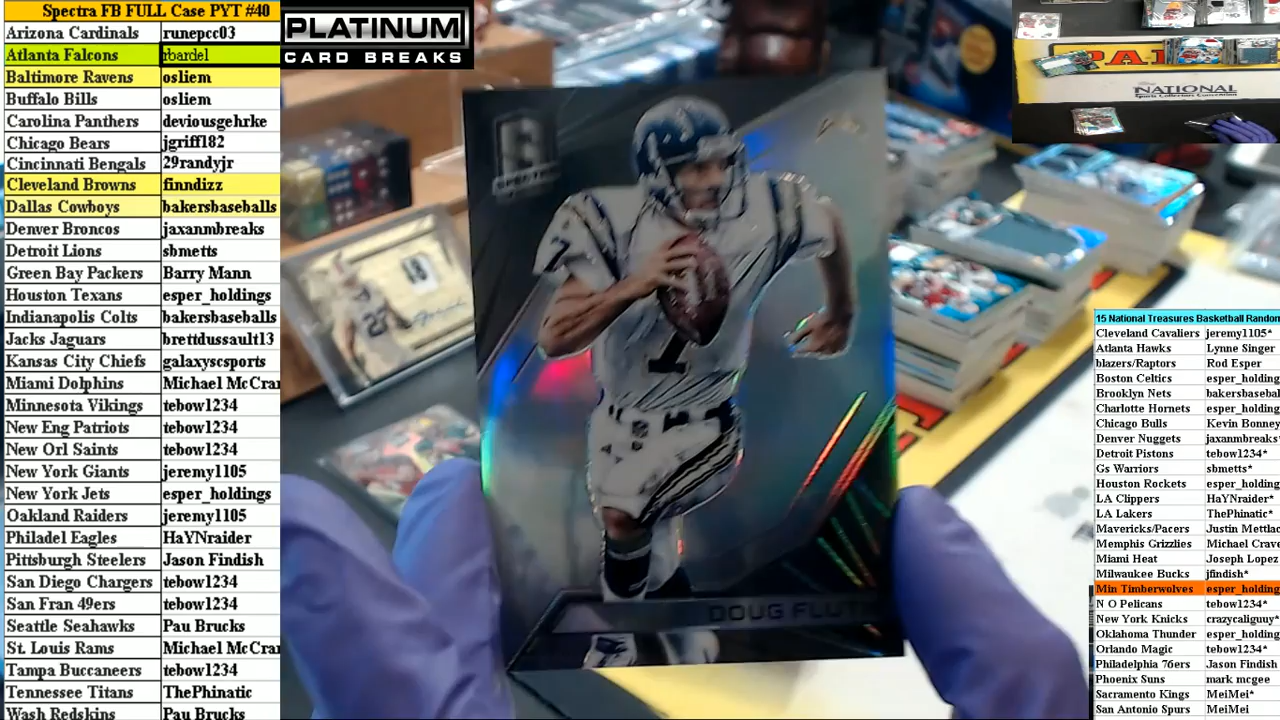 Spectra FB FULL Case PYT #40
Arizona Cardinals runepcc03
Atlanta Falcons rbardel
Baltimore Ravens osliem
Buffalo Bills osliem
Carolina Panthers deviousgehrke
Chicago Bears jgriff182
Cincinnati Bengals 29randyjr
Cleveland Browns finndizz
Dallas Cowboys bakersbaseballs
Denver Broncos jaxanmbreaks
Detroit Lions sbmetts
Green Bay Packers Barry Mann
Houston Texans esper_holdings
Indianapolis Colts bakersbaseballs
Jacks Jaguars brettdussault13
Kansas City Chiefs galaxyscsports
Miami Dolphins Michael McCra
Minnesota Vikings tebow1234
New Eng Patriots tebow1234
New Orl Saints tebow1234
New York Giants jeremy1105
New York Jets esper_holdings
Oakland Raiders jeremy1105
Philadel Eagles HaYNraider
Pittsburgh Steelers Jason Findish
San Diego Chargers tebow1234
San Fran 49ers tebow1234
Seattle Seahawks Pau Brucks
St. Louis Rams Michael McCra
Tampa Buccaneers tebow1234
Tennessee Titans ThePhinatic
Wash Redskins Pau Brucks
PLATINUM
CARD BREAKS
SPECTRA
7
7
DOUG FLUT
NATIONAL
15 National Treasures Basketball Random
Cleveland Cavaliers jeremy1105*
Atlanta Hawks Lynne Singer
blazers/Raptors Rod Esper
Boston Celtics esper_holding
Brooklyn Nets bakersbasebal
Charlotte Hornets esper_holding
Chicago Bulls Kevin Bonney
Denver Nuggets jaxanmbreaks
Detroit Pistons tebow1234*
Gs Warriors sbmetts*
Houston Rockets esper_holding
LA Clippers HaYNraider*
LA Lakers ThePhinatic*
Mavericks/Pacers Justin Mettlac
Memphis Grizzlies Michael Crave
Miami Heat Joseph Lopez
Milwaukee Bucks jfindish*
Min Timberwolves esper_holding
N O Pelicans tebow1234*
New York Knicks crazycaliguuy*
Oklahoma Thunder esper_holding
Orlando Magic tebow1234*
Philadelphia 76ers Jason Findish
Phoenix Suns mark mcgee
Sacramento Kings MeiMei*
San Antonio Spurs MeiMei